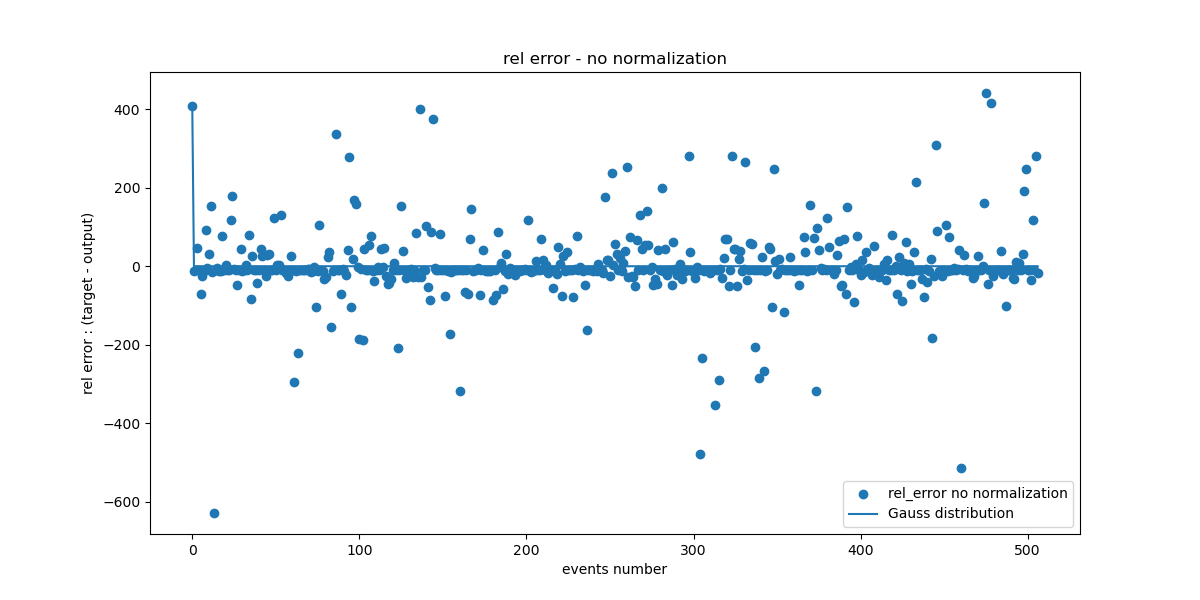 rel error - no normalization
rel error : (target - output)
400
200
0
−200
−400
−600
0 100 200 300 400 500
events number
rel_error no normalization
Gauss distribution